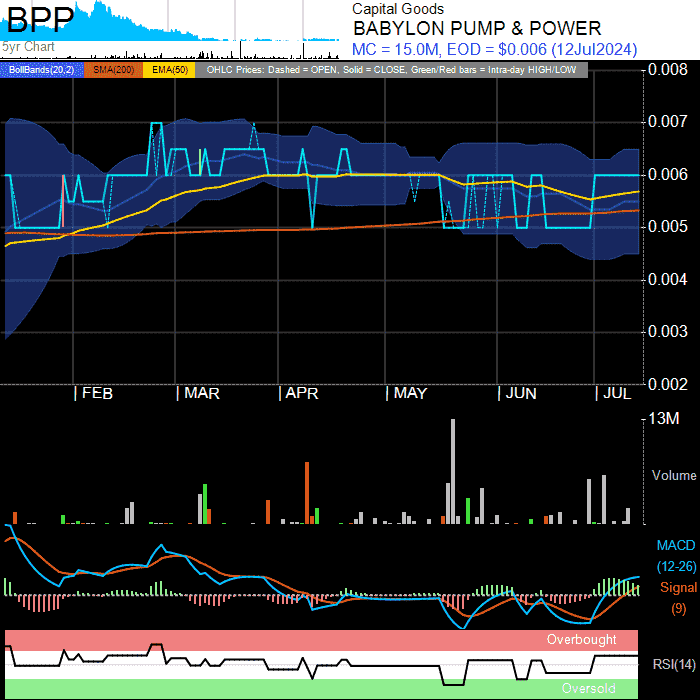 BPP
5yr Chart
Capital Goods
BABYLON PUMP & POWER
MC = 15.0M, EOD = $0.006 (12Jul2024)
BollBands(20,2) SMA(200) EMA(50) OHLC Prices: Dashed = OPEN, Solid = CLOSE, Green/Red bars = Intra-day HIGH/LOW
0.008
0.007
0.006
0.005
0.004
0.003
0.002
| FEB | MAR | APR | MAY | JUN | JUL
13M
Volume
MACD
(12-26)
Signal
(9)
Overbought
RSI(14)
Oversold